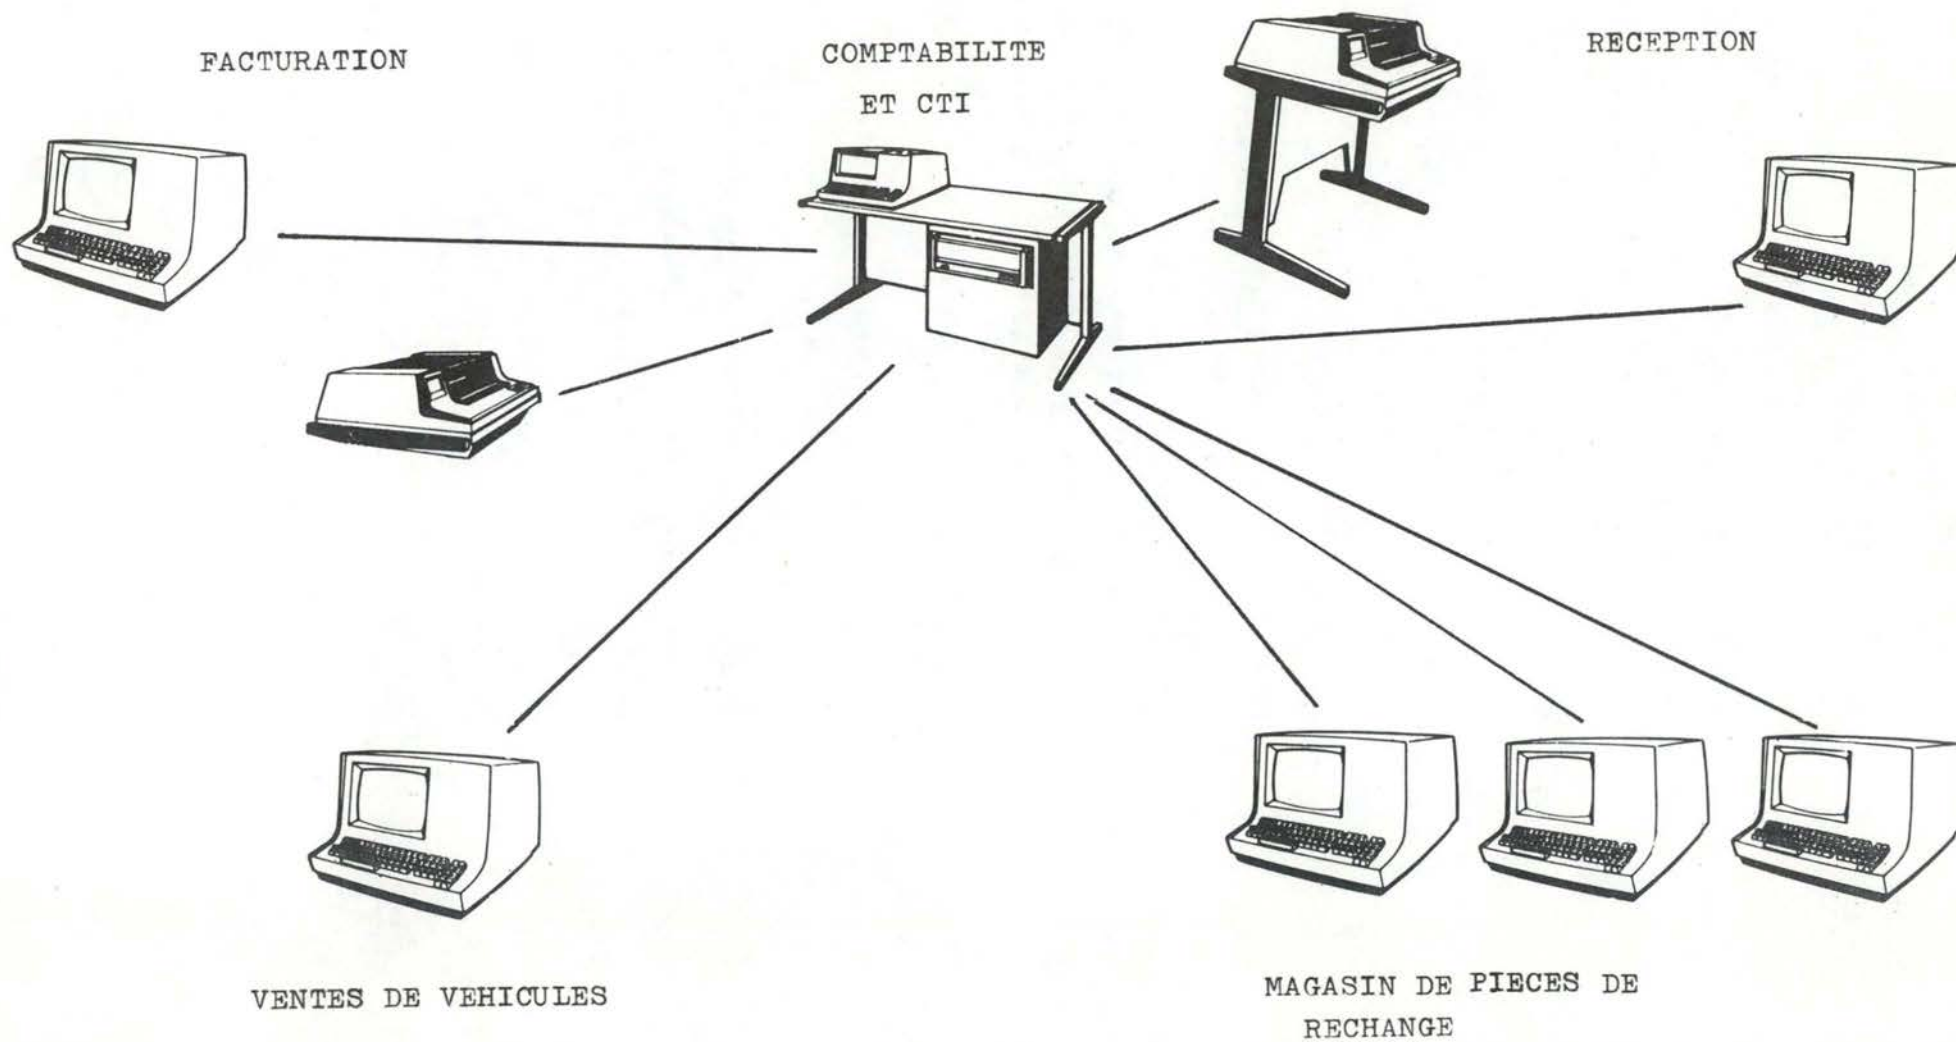 FACTURATION
COMPTABILITE
ET CTI
RECEPTION
VENTES DE VEHICULES
MAGASIN DE PIECES DE
RECHANGE